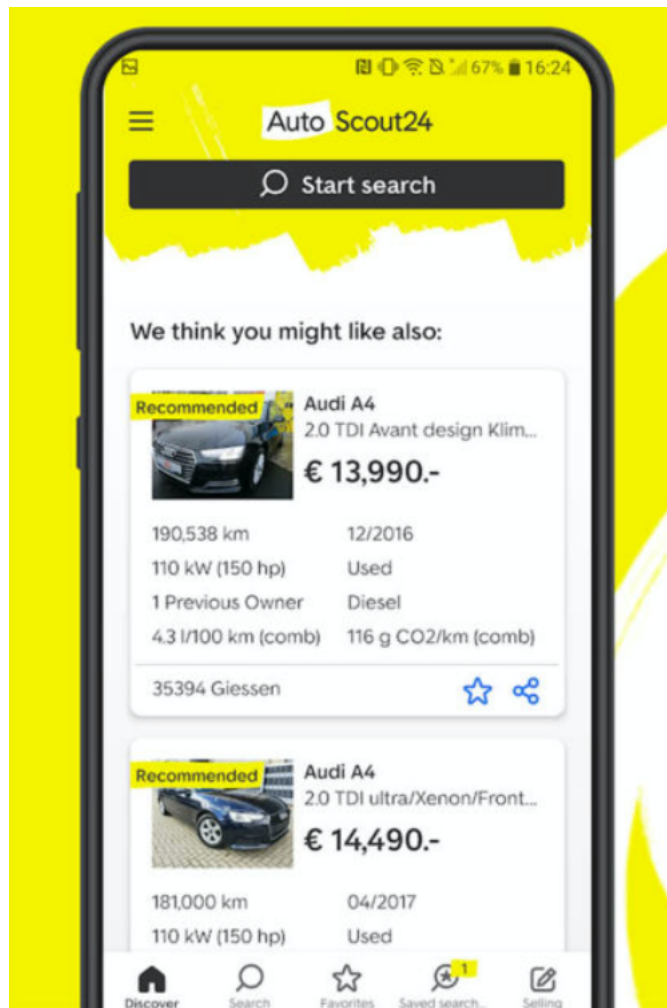 67% 16:24
Auto Scout24
Start search
We think you might like also:
Recommended
Audi A4
2.0 TDI Avant design Klim...
€ 13,990.-
190,538 km 12/2016
110 kW (150 hp) Used
1 Previous Owner Diesel
4.3 l/100 km (comb) 116 g CO2/km (comb)
35394 Giessen
Recommended
Audi A4
2.0 TDI ultra/Xenon/Front...
€ 14,490.-
181,000 km 04/2017
110 kW (150 hp) Used
1
Discover Search Favorites Saved search... Selling